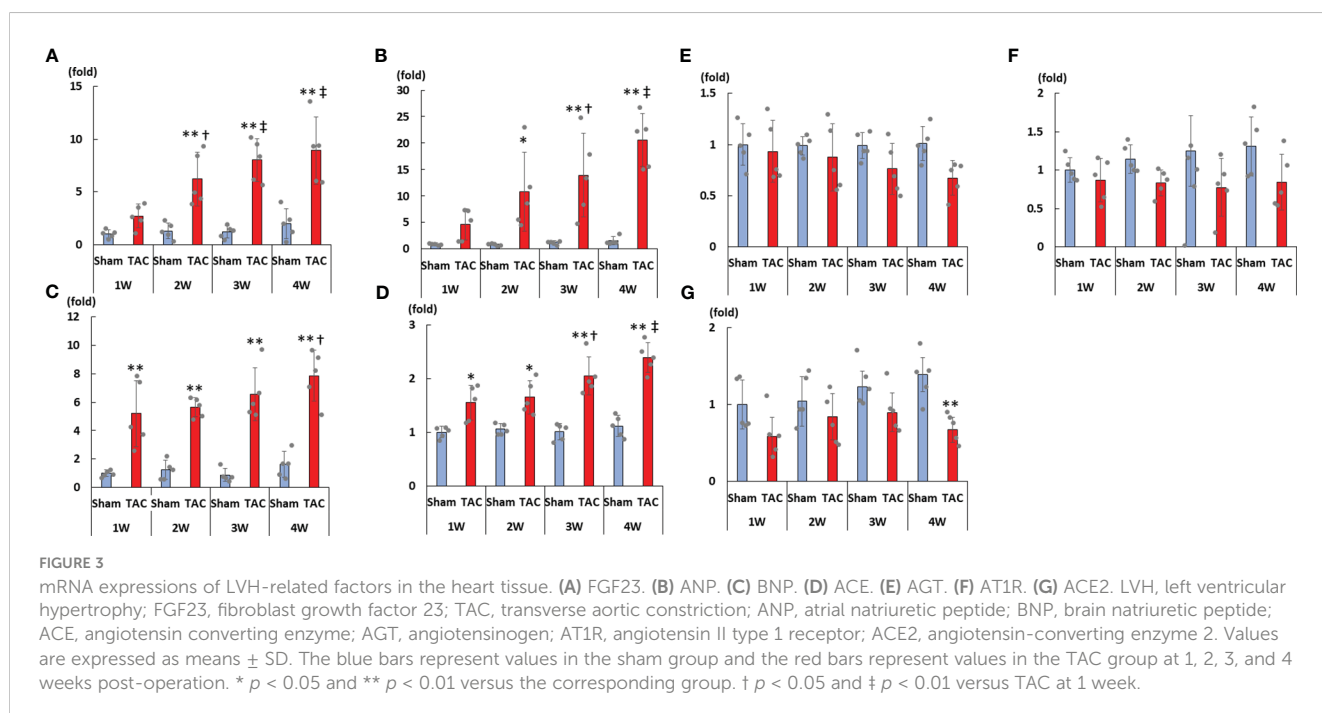 A
(fold)
15
10
5
0
** †
** ‡
** ‡
Sham TAC Sham TAC Sham TAC Sham TAC
1W 2W 3W 4W
B
(fold)
30
25
20
15
10
5
0
*
** †
** ‡
Sham TAC Sham TAC Sham TAC Sham TAC
1W 2W 3W 4W
E
(fold)
1.5
1
0.5
0
Sham TAC Sham TAC Sham TAC Sham TAC
1W 2W 3W 4W
F
(fold)
2
1.5
1
0.5
0
Sham TAC Sham TAC Sham TAC Sham TAC
1W 2W 3W 4W
C
(fold)
12
10
8
6
4
2
0
**
**
**
** †
Sham TAC Sham TAC Sham TAC Sham TAC
1W 2W 3W 4W
D
(fold)
3
2
1
0
*
*
** †
** ‡
Sham TAC Sham TAC Sham TAC Sham TAC
1W 2W 3W 4W
G
(fold)
2
1
0
**
Sham TAC Sham TAC Sham TAC Sham TAC
1W 2W 3W 4W
FIGURE 3
mRNA expressions of LVH-related factors in the heart tissue. (A) FGF23. (B) ANP. (C) BNP. (D) ACE. (E) AGT. (F) AT1R. (G) ACE2. LVH, left ventricular
hypertrophy; FGF23, fibroblast growth factor 23; TAC, transverse aortic constriction; ANP, atrial natriuretic peptide; BNP, brain natriuretic peptide;
ACE, angiotensin converting enzyme; AGT, angiotensinogen; AT1R, angiotensin II type 1 receptor; ACE2, angiotensin-converting enzyme 2. Values
are expressed as means ± SD. The blue bars represent values in the sham group and the red bars represent values in the TAC group at 1, 2, 3, and 4
weeks post-operation. * p < 0.05 and ** p < 0.01 versus the corresponding group. † p < 0.05 and ‡ p < 0.01 versus TAC at 1 week.